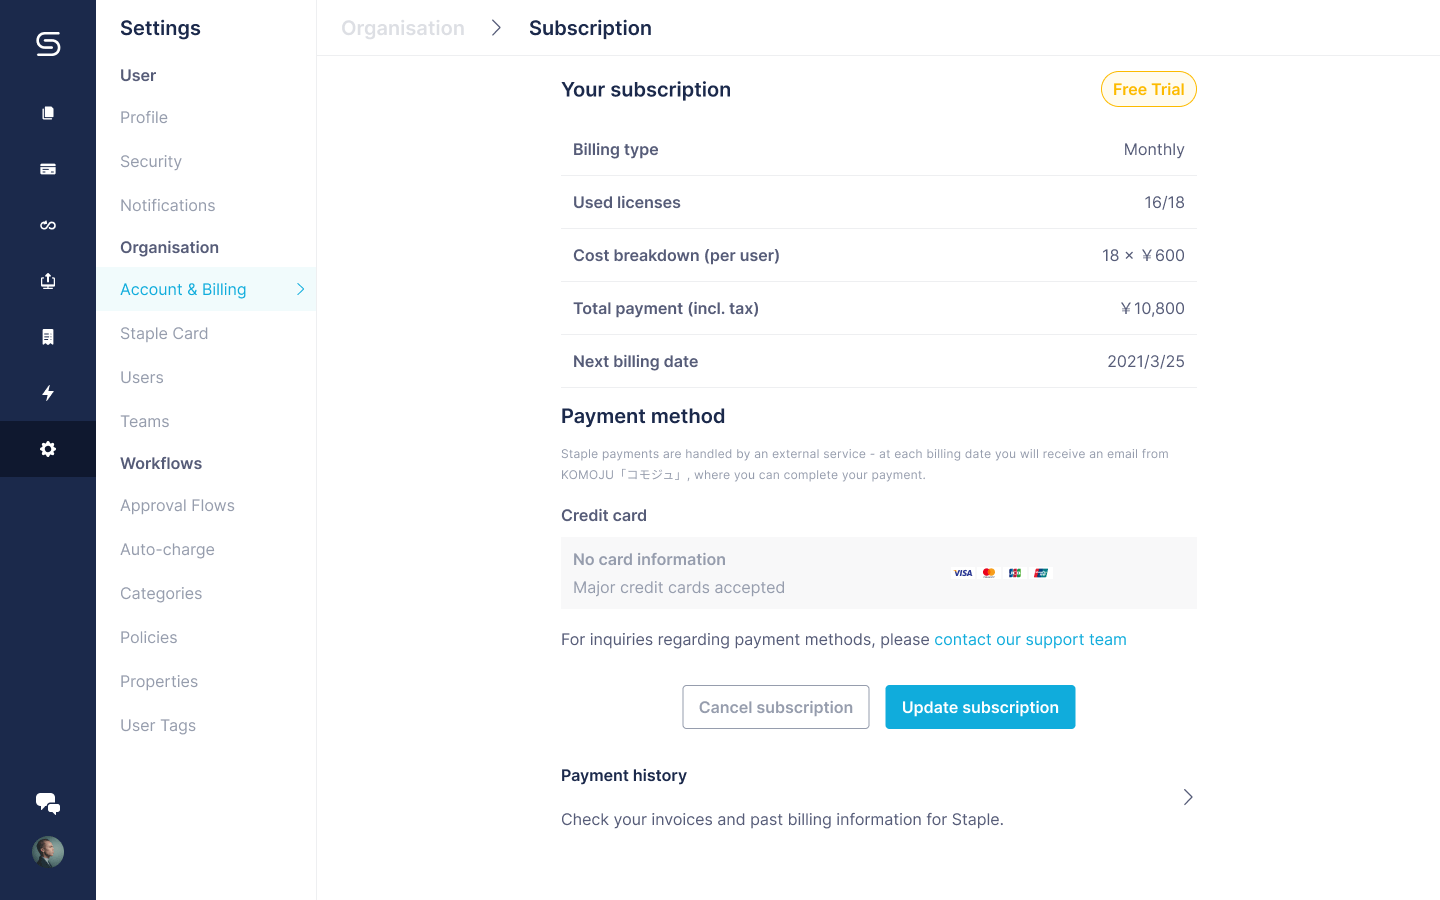 Settings
User
Profile
Security
Notifications
Organisation
Account & Billing
Staple Card
Users
Teams
Workflows
Approval Flows
Auto-charge
Categories
Policies
Properties
User Tags
Organisation
Subscription
Your subscription
Free Trial
Billing type
Monthly
Used licenses
16/18
Cost breakdown (per user)
18 × ￥600
Total payment (incl. tax)
￥10,800
Next billing date
2021/3/25
Payment method
Staple payments are handled by an external service - at each billing date you will receive an email from
KOMOJU「コモジュ」, where you can complete your payment.
Credit card
No card information
Major credit cards accepted
VISA
JCB
For inquiries regarding payment methods, please contact our support team
Cancel subscription
Update subscription
Payment history
Check your invoices and past billing information for Staple.